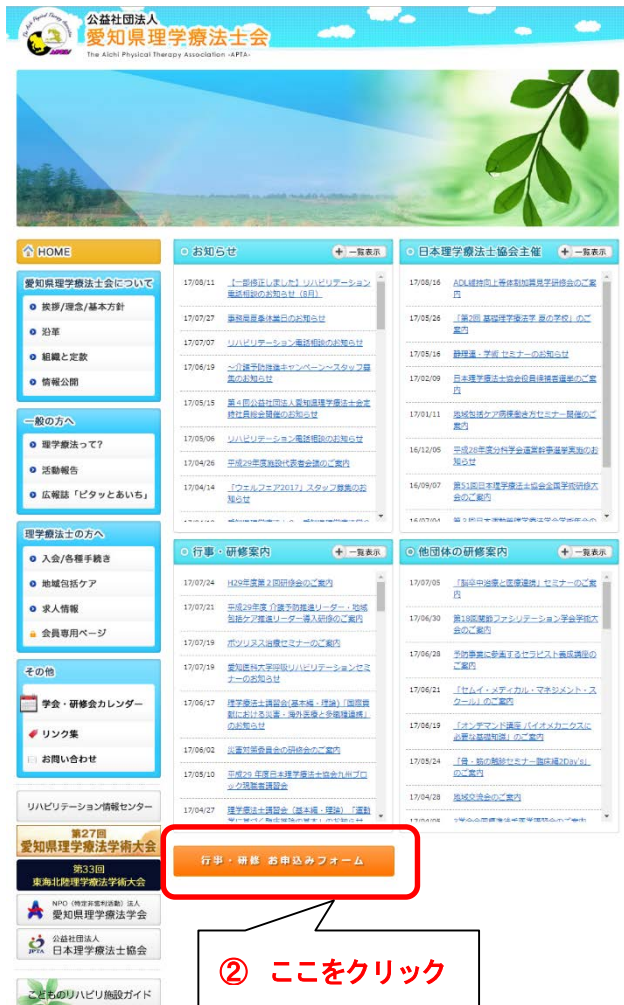 公益社団法人
愛知県理学療法士会
The Aichi Physical Therapy Association -APTA-
HOME
愛知県理学療法士会について
挨拶/理念/基本方針
沿革
組織と定款
情報公開
一般の方へ
理学療法って?
活動報告
広報誌「ピタッとあいち」
理学療法士の方へ
入会/各種手続き
地域包括ケア
求人情報
会員専用ページ
その他
学会・研修会カレンダー
リンク集
お問い合わせ
リハビリテーション情報センター
第27回
愛知県理学療法学術大会
第33回
東海北陸理学療法学術大会
NPO(特定非営利活動)法人
愛知県理学療法学会
公益社団法人
日本理学療法士協会
こどものリハビリ施設ガイド
お知らせ
一覧表示
17/08/11 【一部修正しました】リハビリテーション
電話相談のお知らせ(8月)
17/07/27 事務局夏季休業日のお知らせ
17/07/07 リハビリテーション電話相談のお知らせ
17/06/19 ~介護予防推進キャンペーン~スタッフ募
集のお知らせ
17/05/15 第4回公益社団法人愛知県理学療法士会定
時社員総会開催のお知らせ
17/05/06 リハビリテーション電話相談のお知らせ
17/04/26 平成29年度施設代表者会議のご案内
17/04/14 「ウェルフェア2017」スタッフ募集のお
知らせ
日本理学療法士協会主催
一覧表示
17/08/16 ADL維持向上等体制加算見学研修会のご案
内
17/05/26 「第2回 基礎理学療法学 夏の学校」のご
案内
17/05/16 管理運・学術 セミナーのお知らせ
17/02/09 日本理学療法士協会役員候補者選挙のご案
内
17/01/11 地域包括ケア病棟働き方セミナー開催のご
案内
16/12/05 平成28年度分科学会運営幹事選挙実施のお
知らせ
16/09/07 第51回日本理学療法士協会全国学術研修大
会のご案内
行事・研修案内
一覧表示
17/07/24 H29年度第2回研修会のご案内
17/07/21 平成29年度 介護予防推進リーダー・地域
包括ケア推進リーダー導入研修のご案内
17/07/19 ボツリヌス治療セミナーのご案内
17/07/19 愛知医科大学呼吸リハビリテーションセミ
ナーのお知らせ
17/06/17 理学療法士講習会(基本編・理論)「国際貢
献における災害・海外医療と多職種連携」
のお知らせ
17/06/02 災害対策委員会の研修会のご案内
17/05/10 平成29 年度日本理学療法士協会九州ブロ
ック現職者講習会
17/04/27 理学療法士講習会(基本編・理論)「運動
学に基づく臨床推論の基本」のお知らせ
他団体の研修案内
一覧表示
17/07/05 「脳卒中治療と医療連携」セミナーのご案
内
17/06/30 第18回関節ファシリテーション学会学術大
会のご案内
17/06/28 予防事業に参画するセラピスト養成講座の
ご案内
17/06/21 「セムイ・メディカル・マネジメント・ス
クール」のご案内
17/06/19 「オンデマンド講座 バイオメカニクスに
必要な基礎知識」のご案内
17/05/24 「骨・筋の触診セミナー臨床編2Day's」
のご案内
17/04/28 地域交流会のご案内
行事・研修 お申込みフォーム
② ここをクリック